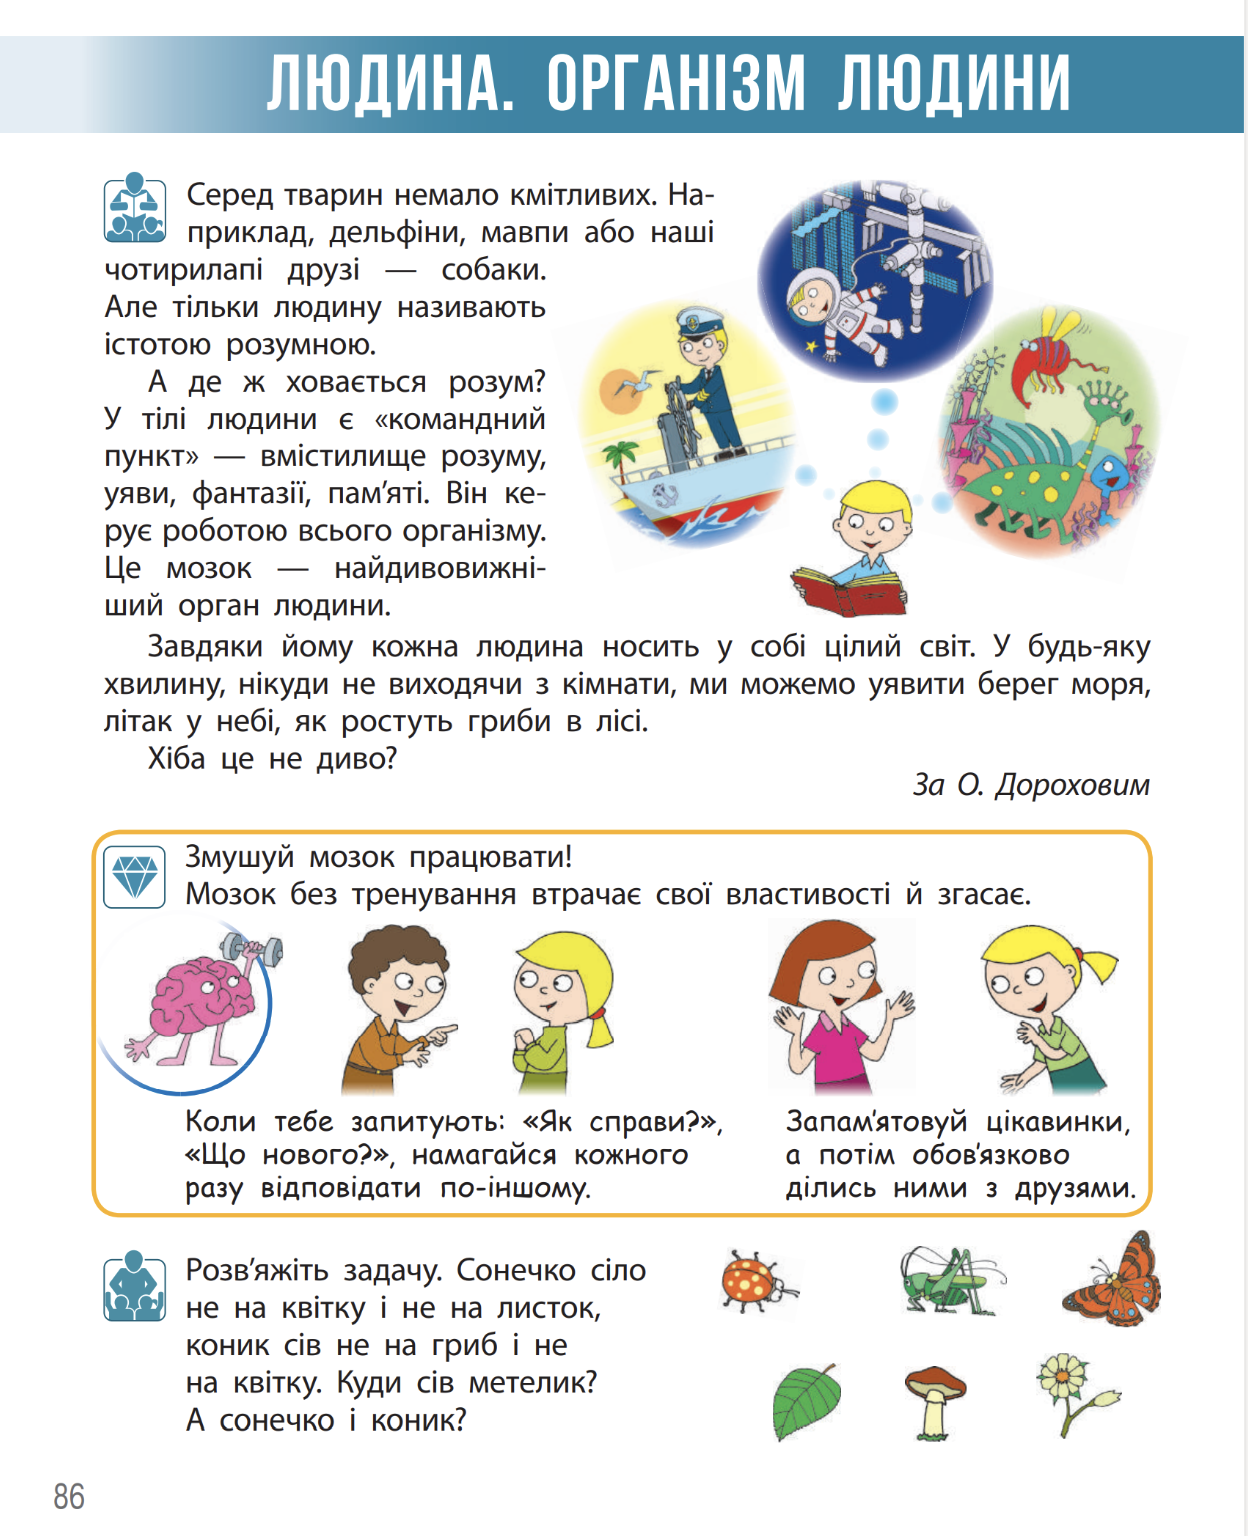 ЛЮДИНА. ОРГАНІЗМ ЛЮДИНИ
Серед тварин немало кмітливих. На-
приклад, дельфіни, мавпи або наші
чотирилапі друзі — собаки.
Але тільки людину називають
істотою розумною.
А де ж ховається розум?
У тілі людини є «командний
пункт» — вмістилище розуму,
уяви, фантазії, пам’яті. Він ке-
рує роботою всього організму.
Це мозок — найдивовижні-
ший орган людини.
Завдяки йому кожна людина носить у собі цілий світ. У будь-яку
хвилину, нікуди не виходячи з кімнати, ми можемо уявити берег моря,
літак у небі, як ростуть гриби в лісі.
Хіба це не диво?
За О. Дороховим
Змушуй мозок працювати!
Мозок без тренування втрачає свої властивості й згасає.
Коли тебе запитують: «Як справи?»,
«Що нового?», намагайся кожного
разу відповідати по-іншому.
Запам’ятовуй цікавинки,
а потім обов’язково
ділись ними з друзями.
Розв’яжіть задачу. Сонечко сіло
не на квітку і не на листок,
коник сів не на гриб і не
на квітку. Куди сів метелик?
А сонечко і коник?
86